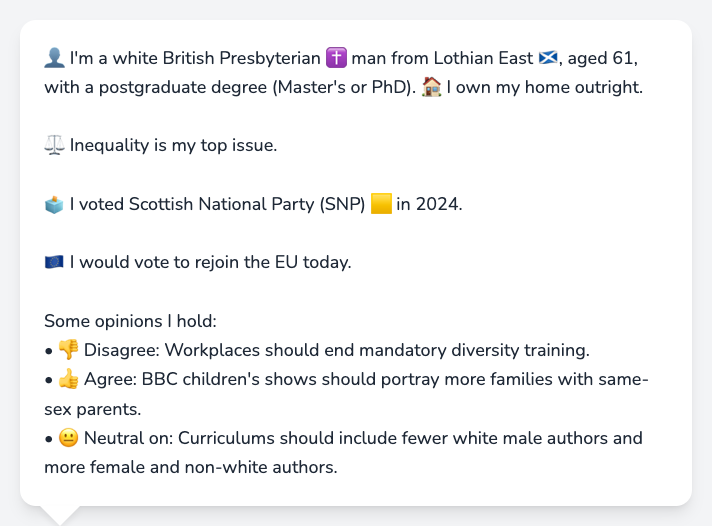 👤 I'm a white British Presbyterian ✝️ man from Lothian East 🏴󠁧󠁢󠁳󠁣󠁴󠁿, aged 61,
with a postgraduate degree (Master's or PhD). 🏠 I own my home outright.
⚖️ Inequality is my top issue.
🗳️ I voted Scottish National Party (SNP) 🟨 in 2024.
🇪🇺 I would vote to rejoin the EU today.
Some opinions I hold:
• 👎 Disagree: Workplaces should end mandatory diversity training.
• 👍 Agree: BBC children's shows should portray more families with same-
sex parents.
• 😐 Neutral on: Curriculums should include fewer white male authors and
more female and non-white authors.